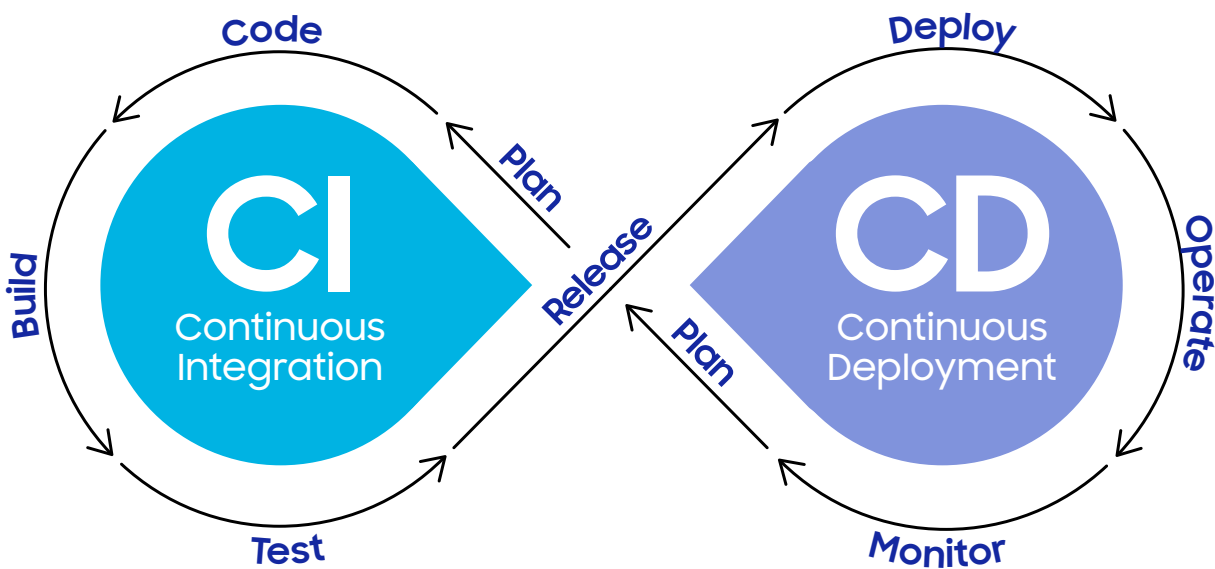 Code
Deploy
Plan
CI
Continuous
Integration
Release
CD
Continuous
Deployment
Build
Operate
Plan
Test
Monitor